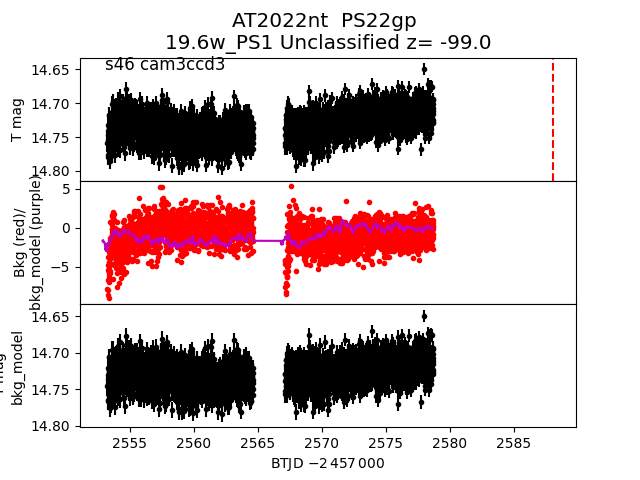 AT2022nt PS22gp
19.6w_PS1 Unclassified z= -99.0
s46 cam3ccd3
T mag
14.65
14.70
14.75
14.80
Bkg (red)/
bkg_model (purple)
5
0
−5
bkg_model
14.65
14.70
14.75
14.80
2555
2560
2565
2570
2575
2580
2585
BTJD −2 457 000